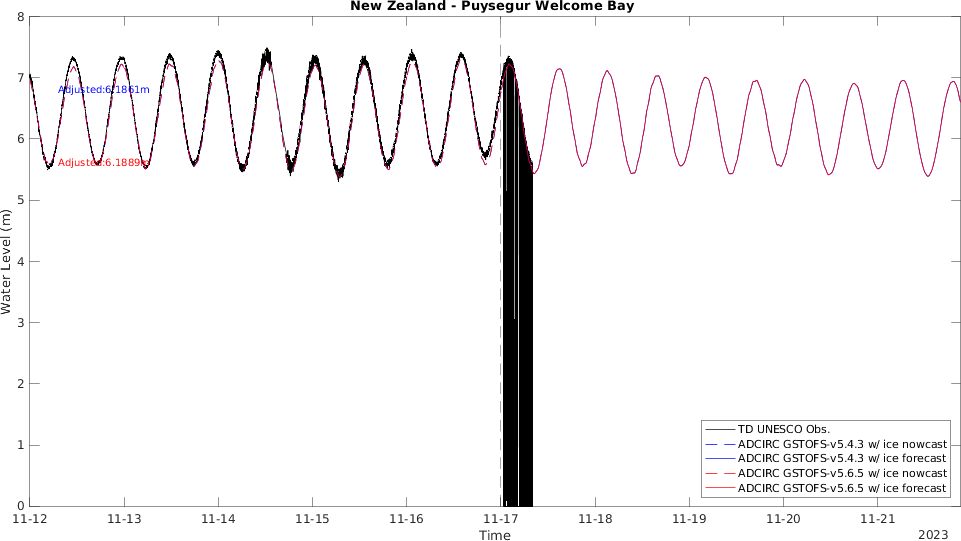 New Zealand - Puysegur Welcome Bay
8
7
6
5
4
3
2
1
0
Water Level (m)
Adjusted:6.1861m
Adjusted:6.1889m
TD UNESCO Obs.
ADCIRC GSTOFS-v5.4.3 w/ ice nowcast
ADCIRC GSTOFS-v5.4.3 w/ ice forecast
ADCIRC GSTOFS-v5.6.5 w/ ice nowcast
ADCIRC GSTOFS-v5.6.5 w/ ice forecast
11-12 11-13 11-14 11-15 11-16 11-17 11-18 11-19 11-20 11-21
Time
2023